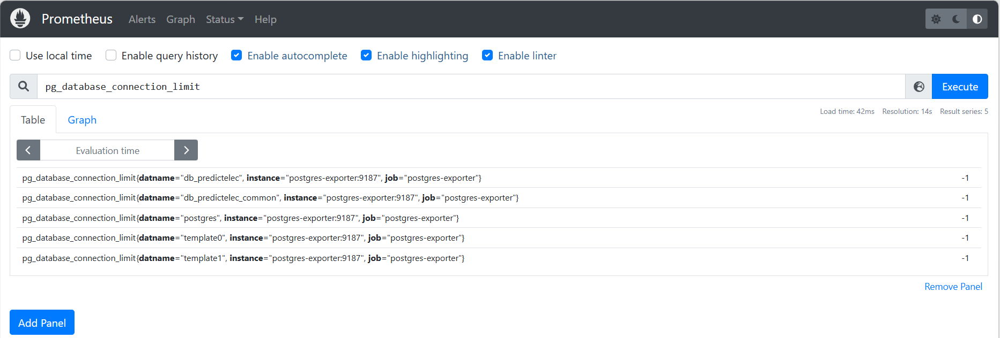 Prometheus Alerts Graph Status Help
Use local time Enable query history Enable autocomplete Enable highlighting Enable linter
pg_database_connection_limit Execute
Table Graph Load time: 42ms Resolution: 14s Result series: 5
Evaluation time
pg_database_connection_limit{datname="db_predictelec", instance="postgres-exporter:9187", job="postgres-exporter"} -1
pg_database_connection_limit{datname="db_predictelec_common", instance="postgres-exporter:9187", job="postgres-exporter"} -1
pg_database_connection_limit{datname="postgres", instance="postgres-exporter:9187", job="postgres-exporter"} -1
pg_database_connection_limit{datname="template0", instance="postgres-exporter:9187", job="postgres-exporter"} -1
pg_database_connection_limit{datname="template1", instance="postgres-exporter:9187", job="postgres-exporter"} -1
Remove Panel
Add Panel